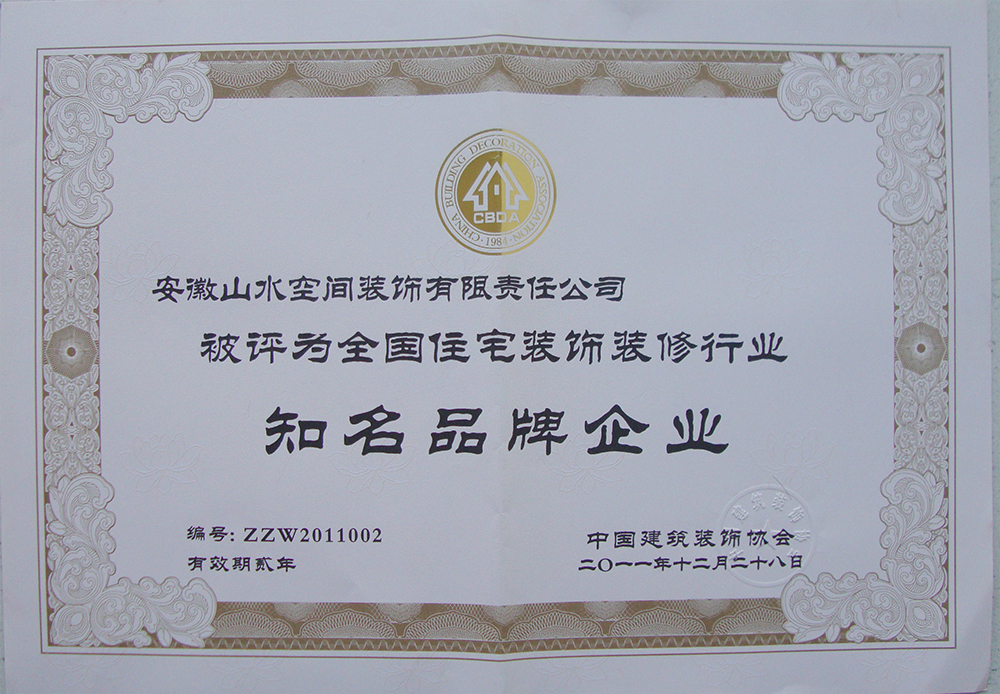 CHINA BUILDING DECORATION ASSOCIATION
CBDA
·1984·
安徽山水空间装饰有限责任公司
被评为全国住宅装饰装修行业
知名品牌企业
编号: ZZW2011002
有效期贰年
中国建筑装饰协会
二〇一一年十二月二十八日